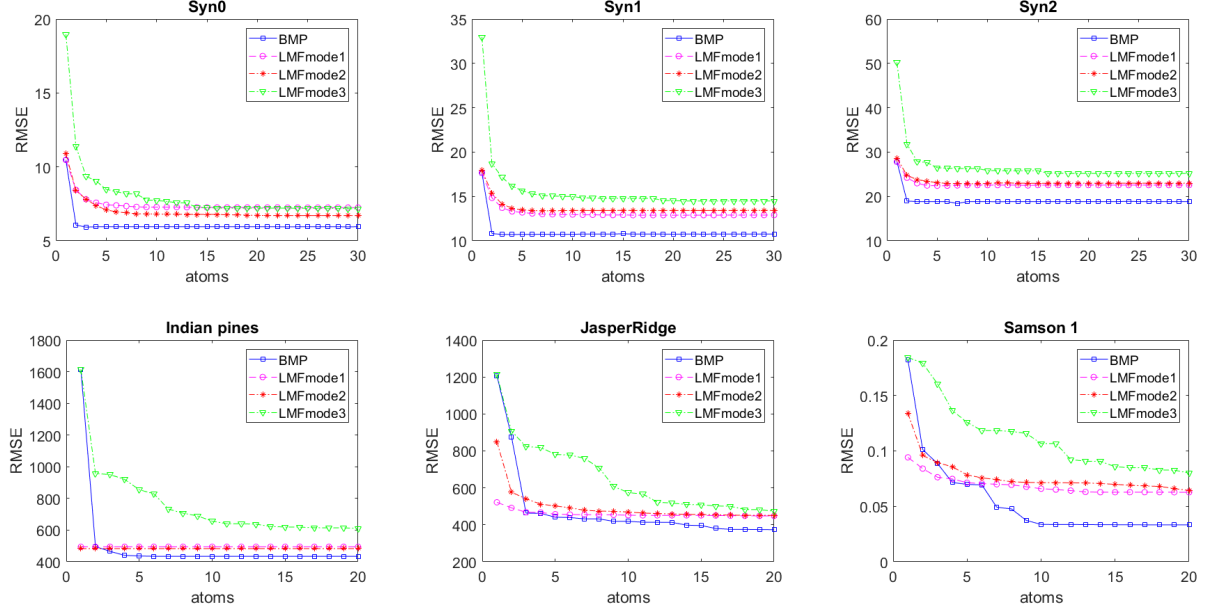 Syn0
20
15
10
5
RMSE
0 5 10 15 20 25 30
atoms
BMP
LMFmode1
LMFmode2
LMFmode3
Syn1
35
30
25
20
15
10
RMSE
0 5 10 15 20 25 30
atoms
BMP
LMFmode1
LMFmode2
LMFmode3
Syn2
60
50
40
30
20
10
RMSE
0 5 10 15 20 25 30
atoms
BMP
LMFmode1
LMFmode2
LMFmode3
Indian pines
1800
1600
1400
1200
1000
800
600
400
RMSE
0 5 10 15 20
atoms
BMP
LMFmode1
LMFmode2
LMFmode3
JasperRidge
1400
1200
1000
800
600
400
200
RMSE
0 5 10 15 20
atoms
BMP
LMFmode1
LMFmode2
LMFmode3
Samson 1
0.2
0.15
0.1
0.05
0
RMSE
0 5 10 15 20
atoms
BMP
LMFmode1
LMFmode2
LMFmode3